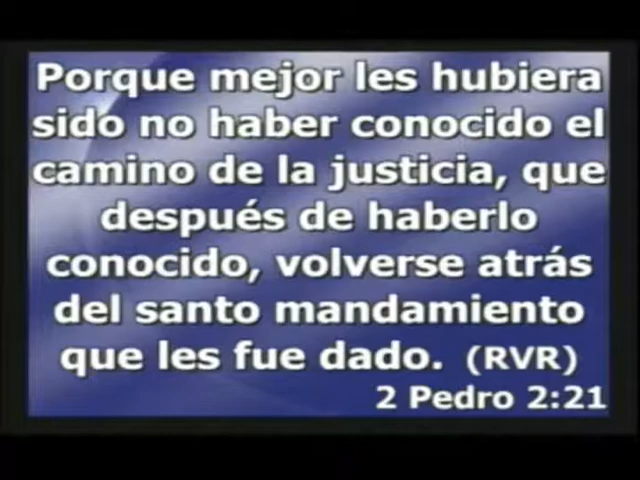 Porque mejor les hubiera
sido no haber conocido el
camino de la justicia, que
después de haberlo
conocido, volverse atrás
del santo mandamiento
que les fue dado. (RVR)
2 Pedro 2:21